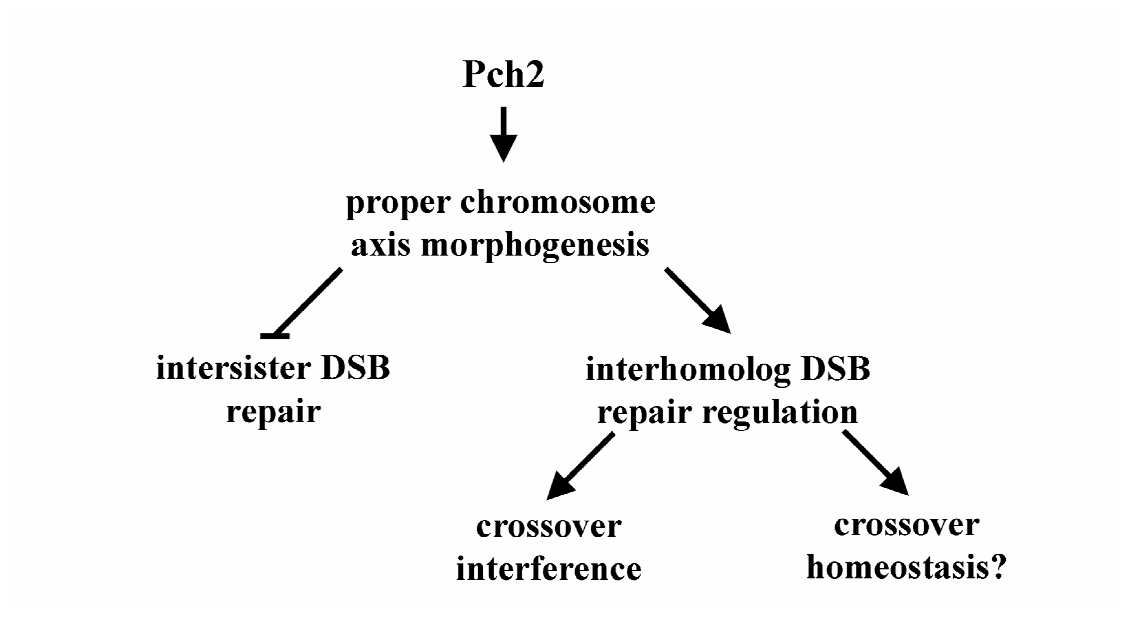 Pch2
proper chromosome
axis morphogenesis
intersister DSB
repair
interhomolog DSB
repair regulation
crossover
interference
crossover
homeostasis?